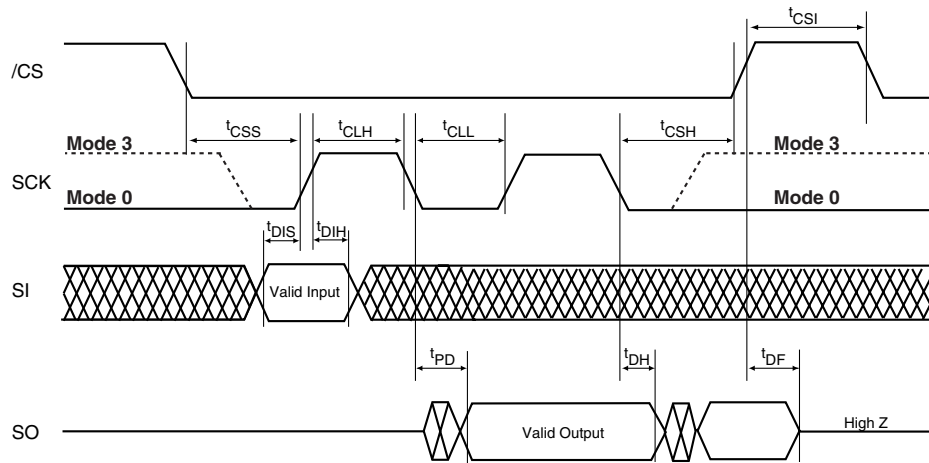 tCSI
/CS
tCSS tCLH tCLL tCSH
Mode 3 Mode 3
SCK
Mode 0 Mode 0
tDIS tDIH
SI Valid Input
tPD tDH tDF
SO Valid Output High Z